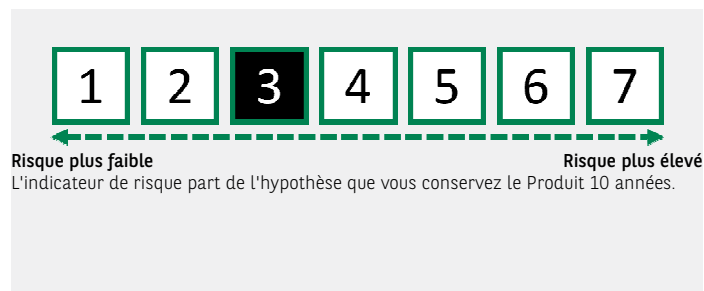 1 2 3 4 5 6 7
Risque plus faible Risque plus élevé
L'indicateur de risque part de l'hypothèse que vous conservez le Produit 10 années.